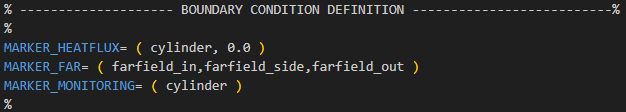 % -------------------- BOUNDARY CONDITION DEFINITION --------------------------%
%
MARKER_HEATFLUX= ( cylinder, 0.0 )
MARKER_FAR= ( farfield_in,farfield_side,farfield_out )
MARKER_MONITORING= ( cylinder )
%